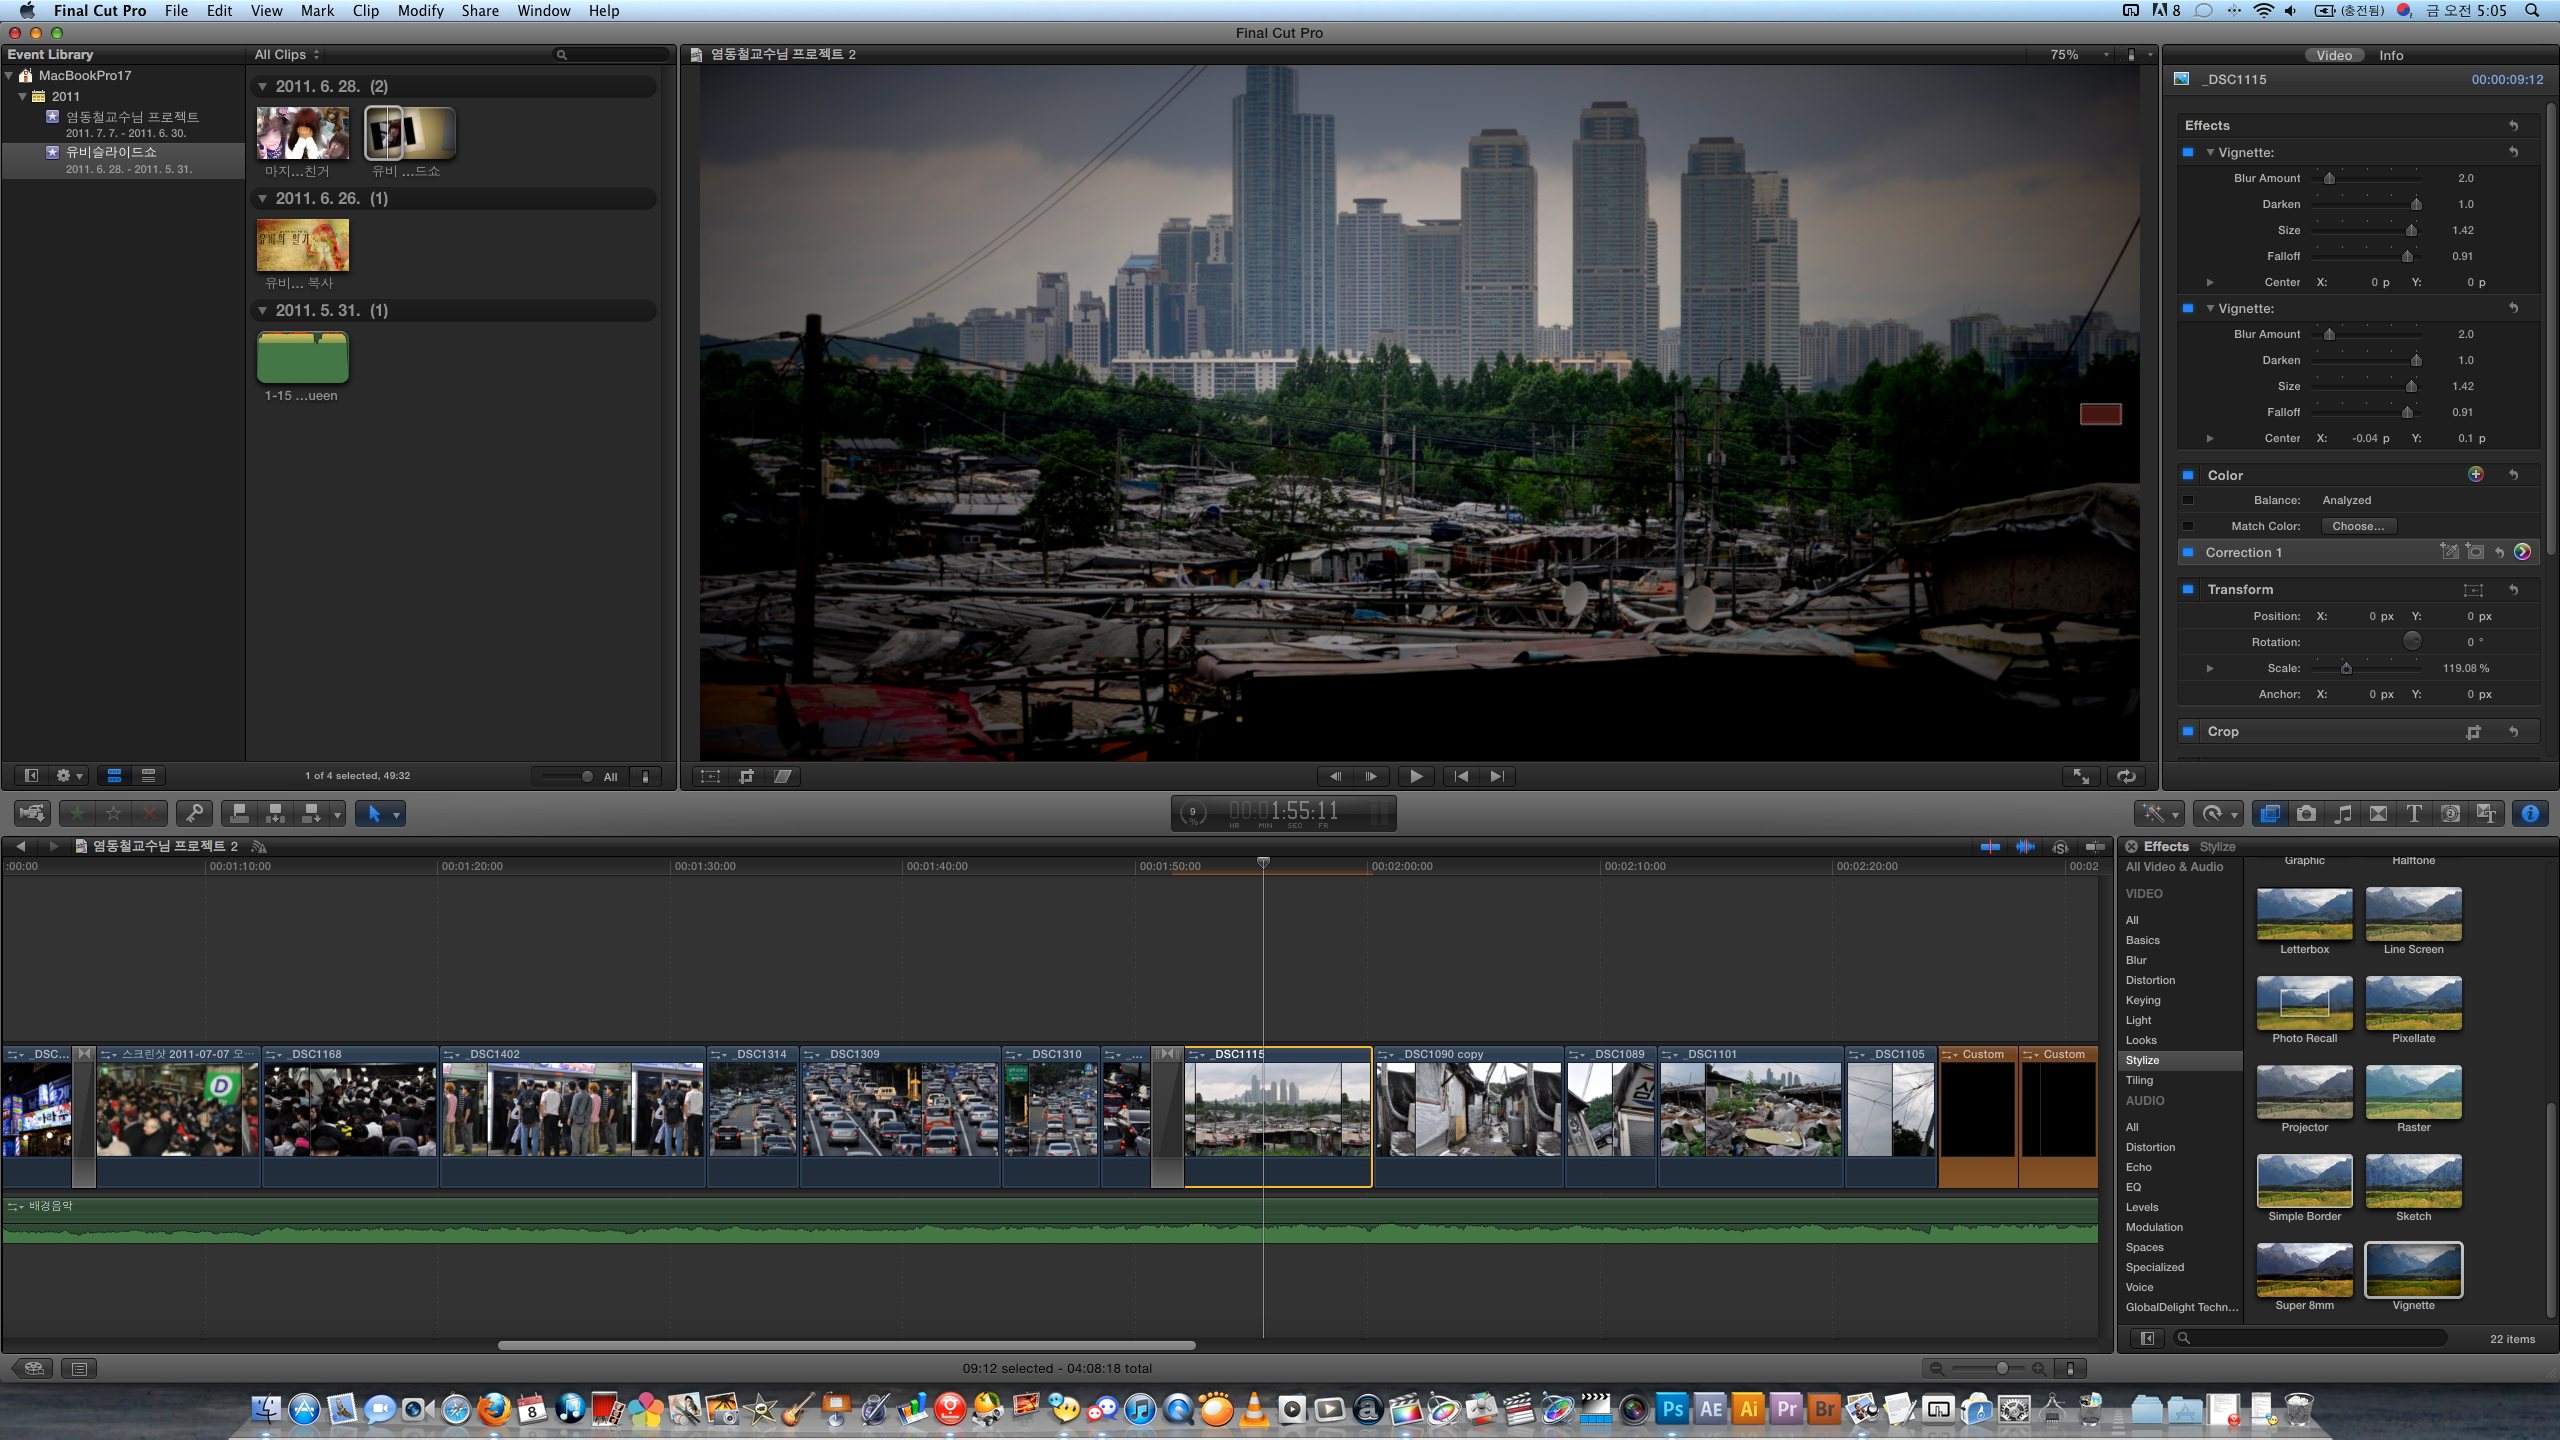 Final Cut Pro File Edit View Mark Clip Modify Share Window Help
8 (충전됨) 금 오전 5:05
Final Cut Pro
Event Library
All Clips
MacBookPro17
2011
염동철교수님 프로젝트
2011. 7. 7. - 2011. 6. 30.
유비슬라이드쇼
2011. 6. 28. - 2011. 5. 31.
2011. 6. 28. (2)
마지...친거
유비 ...드쇼
2011. 6. 26. (1)
유비... 복사
2011. 5. 31. (1)
1-15 ...ueen
1 of 4 selected, 49:32
All
염동철교수님 프로젝트 2
75%
Video Info
_DSC1115
00:00:09:12
Effects
Vignette:
Blur Amount 2.0
Darken 1.0
Size 1.42
Falloff 0.91
Center X: 0 p Y: 0 p
Vignette:
Blur Amount 2.0
Darken 1.0
Size 1.42
Falloff 0.91
Center X: -0.04 p Y: 0.1 p
Color
Balance: Analyzed
Match Color: Choose...
Correction 1
Transform
Position: X: 0 px Y: 0 px
Rotation: 0 °
Scale: 119.08 %
Anchor: X: 0 px Y: 0 px
Crop
9 %
00:01:55:11
HR MIN SEC FR
염동철교수님 프로젝트 2
:00:00 00:01:10:00 00:01:20:00 00:01:30:00 00:01:40:00 00:01:50:00 00:02:00:00 00:02:10:00 00:02:20:00 00:02
_DSC... 스크린샷 2011-07-07 오... _DSC1168 _DSC1402 _DSC1314 _DSC1309 _DSC1310 _... _DSC1115 _DSC1090 copy _DSC1089 _DSC1101 _DSC1105 Custom Custom
D
배경음악
Effects Stylize
All Video & Audio
VIDEO
All
Basics
Blur
Distortion
Keying
Light
Looks
Stylize
Tiling
AUDIO
All
Distortion
Echo
EQ
Levels
Modulation
Spaces
Specialized
Voice
GlobalDelight Techn...
Graphic Halftone
Letterbox Line Screen
Photo Recall Pixellate
Projector Raster
Simple Border Sketch
Super 8mm Vignette
22 items
09:12 selected - 04:08:18 total
8
Ps AE Ai Pr Br